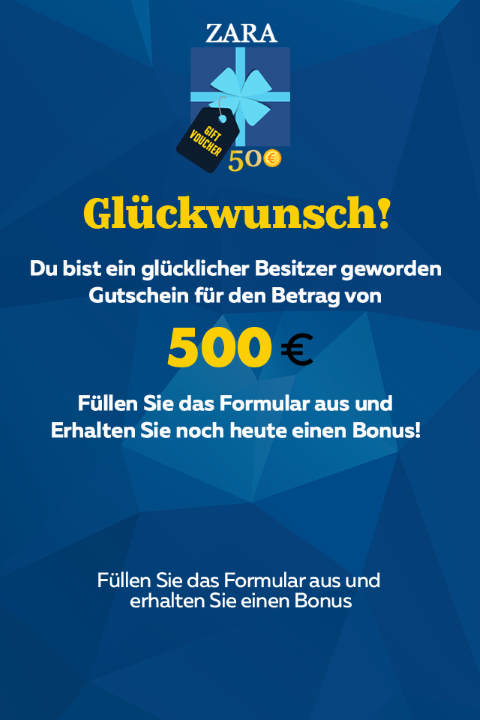 ZARA
GIFT
VOUCHER
500
Glückwunsch!
Du bist ein glücklicher Besitzer geworden
Gutschein für den Betrag von
500 €
Füllen Sie das Formular aus und
Erhalten Sie noch heute einen Bonus!
Füllen Sie das Formular aus und
erhalten Sie einen Bonus